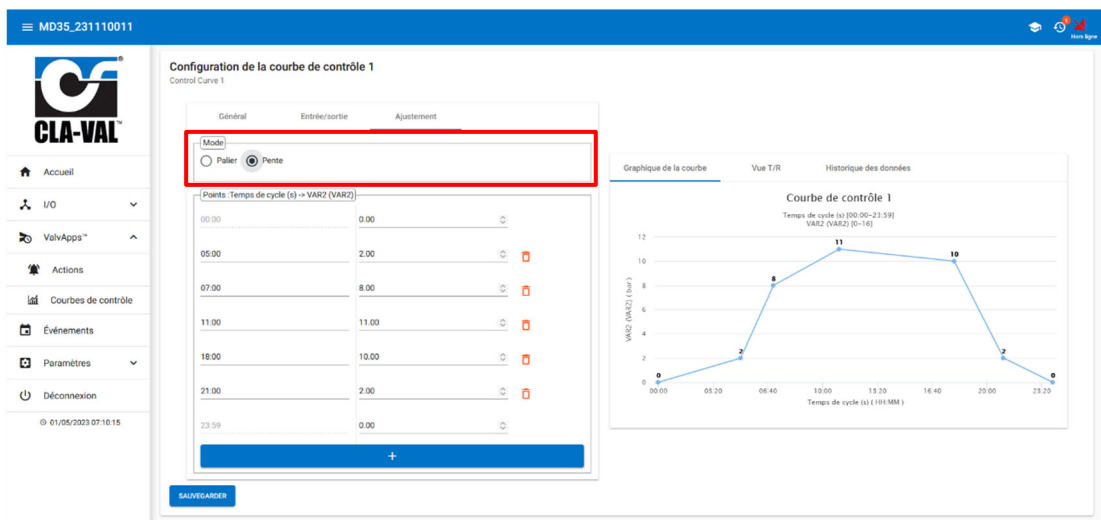 MD35_231110011
Hors ligne
CLA-VAL
Accueil
I/O
ValvApps™
Actions
Courbes de contrôle
Événements
Paramètres
Déconnexion
01/05/2023 07:10:15
Configuration de la courbe de contrôle 1
Control Curve 1
Général Entrée/sortie Ajustement
Mode
Palier Pente
Points :Temps de cycle (s) -> VAR2 (VAR2)
00:00 0.00
05:00 2.00
07:00 8.00
11:00 11.00
18:00 10.00
21:00 2.00
23:59 0.00
+
SAUVEGARDER
Graphique de la courbe Vue T/R Historique des données
Courbe de contrôle 1
Temps de cycle (s) [00:00~23:59]
VAR2 (VAR2) [0~16]
VAR2 (VAR2) ( bar )
12
10
8
6
4
2
0
0 2 8 11 10 2 0
00:00 03:20 06:40 10:00 13:20 16:40 20:00 23:20
Temps de cycle (s) ( HH:MM )